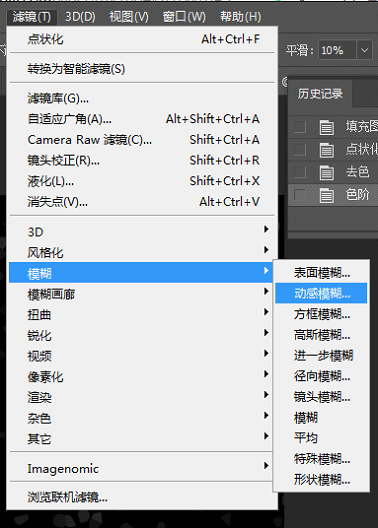 滤镜(T) 3D(D) 视图(V) 窗口(W) 帮助(H)
点状化 Alt+Ctrl+F
平滑: 10%
转换为智能滤镜(S)
历史记录
滤镜库(G)...
自适应广角(A)... Alt+Shift+Ctrl+A
填充图
Camera Raw 滤镜(C)... Shift+Ctrl+A
点状化
镜头校正(R)... Shift+Ctrl+R
去色
液化(L)... Shift+Ctrl+X
色阶
消失点(V)... Alt+Ctrl+V
3D
风格化
模糊
模糊画廊
扭曲
锐化
视频
像素化
渲染
杂色
其它
Imagenomic
浏览联机滤镜...
表面模糊...
动感模糊...
方框模糊...
高斯模糊...
进一步模糊
径向模糊...
镜头模糊...
模糊
平均
特殊模糊...
形状模糊...